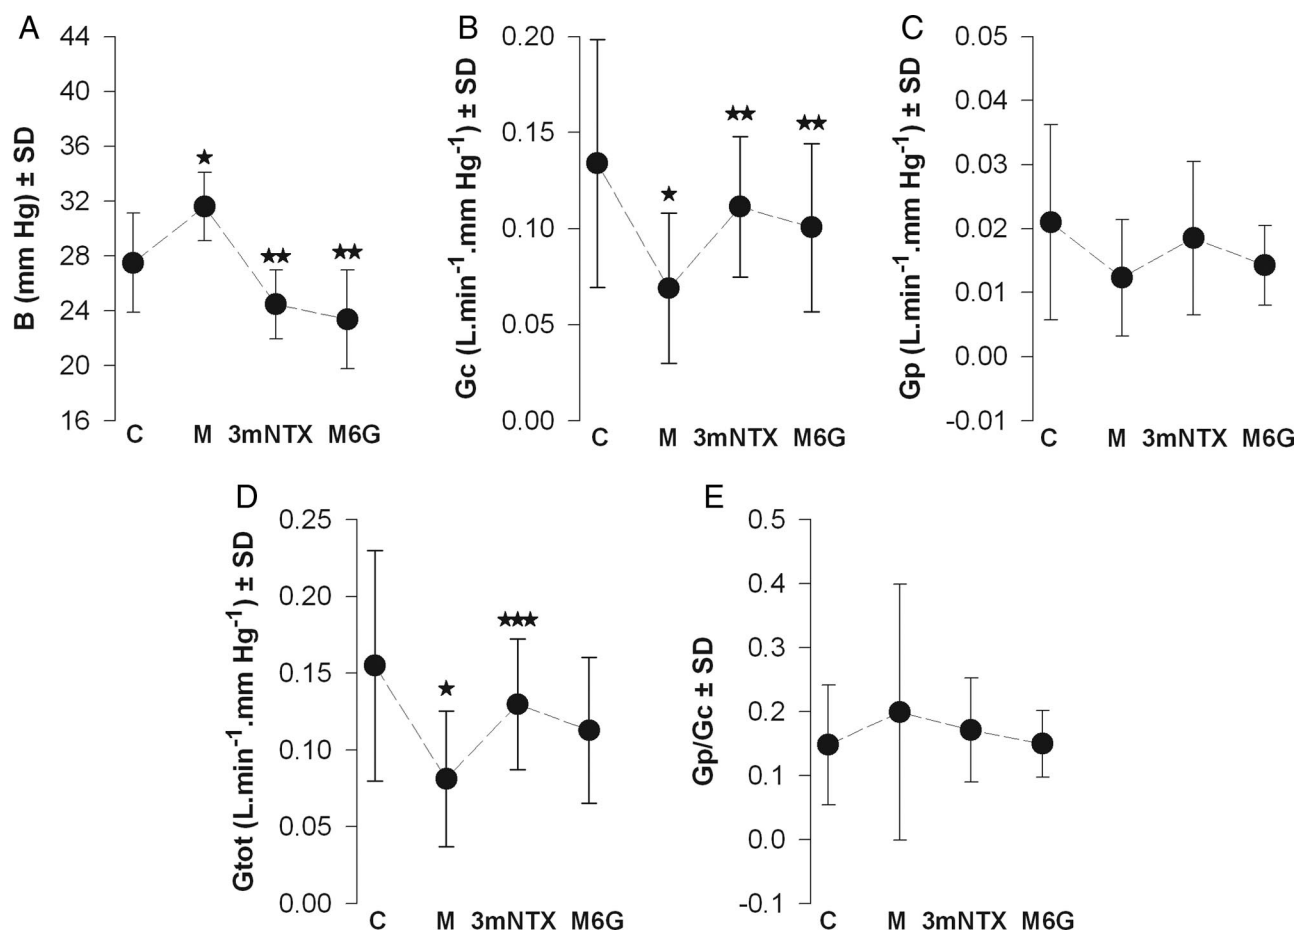 A
B (mm Hg) ± SD
44
40
36
32
28
24
20
16
★
★★
★★
C M 3mNTX M6G
B
Gc (L.min⁻¹.mm Hg⁻¹) ± SD
0.20
0.15
0.10
0.05
0.00
★
★★
★★
C M 3mNTX M6G
C
Gp (L.min⁻¹.mm Hg⁻¹) ± SD
0.05
0.04
0.03
0.02
0.01
0.00
-0.01
C M 3mNTX M6G
D
Gtot (L.min⁻¹.mm Hg⁻¹) ± SD
0.25
0.20
0.15
0.10
0.05
0.00
★
★★★
C M 3mNTX M6G
E
Gp/Gc ± SD
0.5
0.4
0.3
0.2
0.1
0.0
-0.1
C M 3mNTX M6G